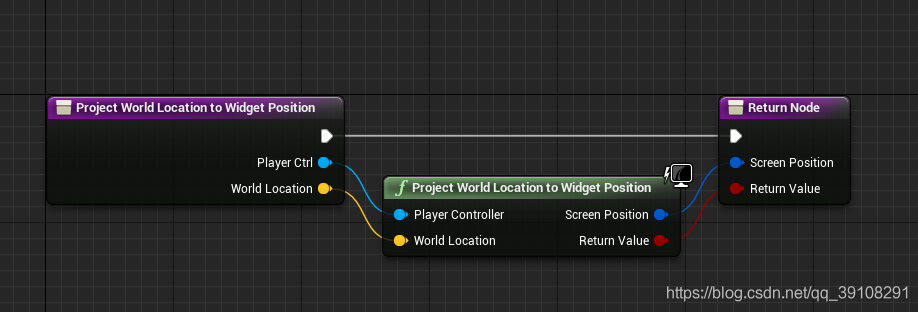 Project World Location to Widget Position
Player Ctrl
World Location
Project World Location to Widget Position
Player Controller
Screen Position
World Location
Return Value
Return Node
Screen Position
Return Value
https://blog.csdn.net/qq_39108291